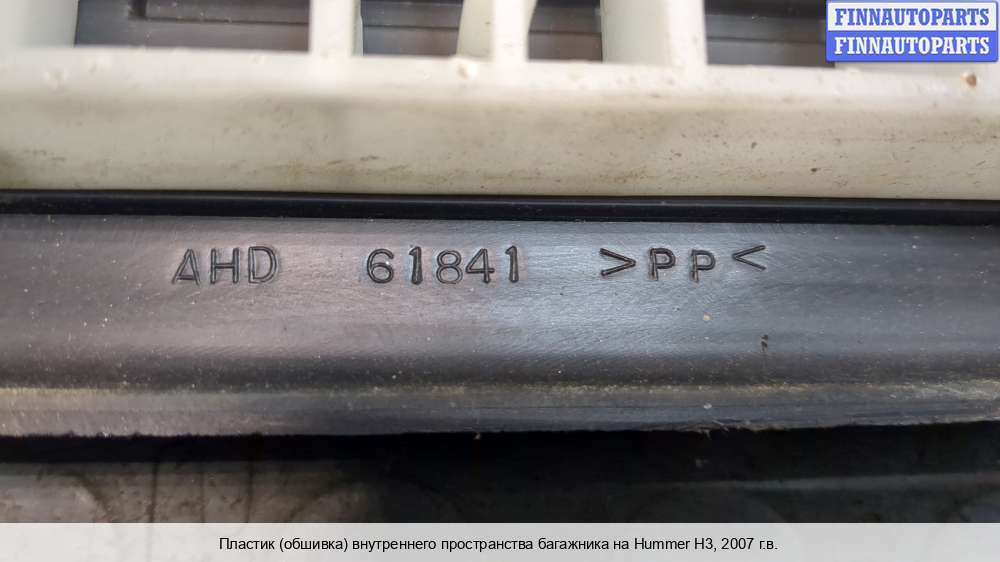 FINNAUTOPARTS
FINNAUTOPARTS
AHD 61841 >PP<
Пластик (обшивка) внутреннего пространства багажника на Hummer H3, 2007 г.в.